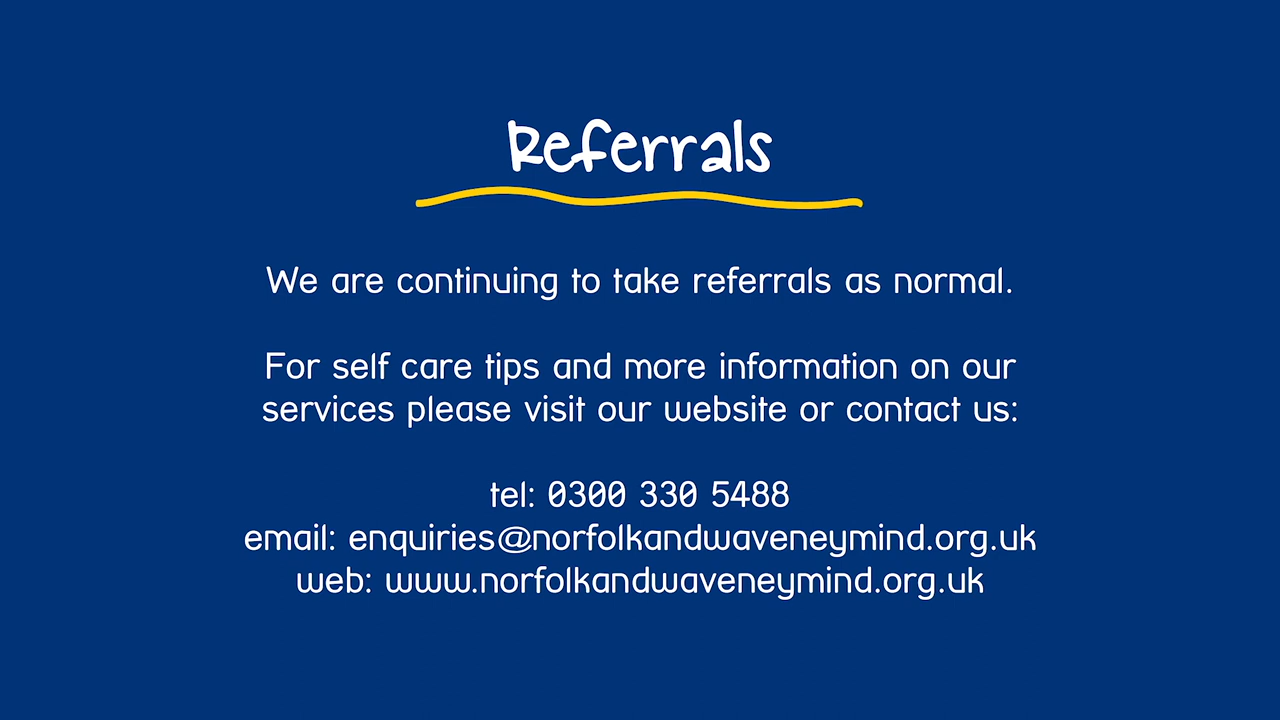 Referrals
We are continuing to take referrals as normal.
For self care tips and more information on our
services please visit our website or contact us:
tel: 0300 330 5488
email: enquiries@norfolkandwaveneymind.org.uk
web: www.norfolkandwaveneymind.org.uk